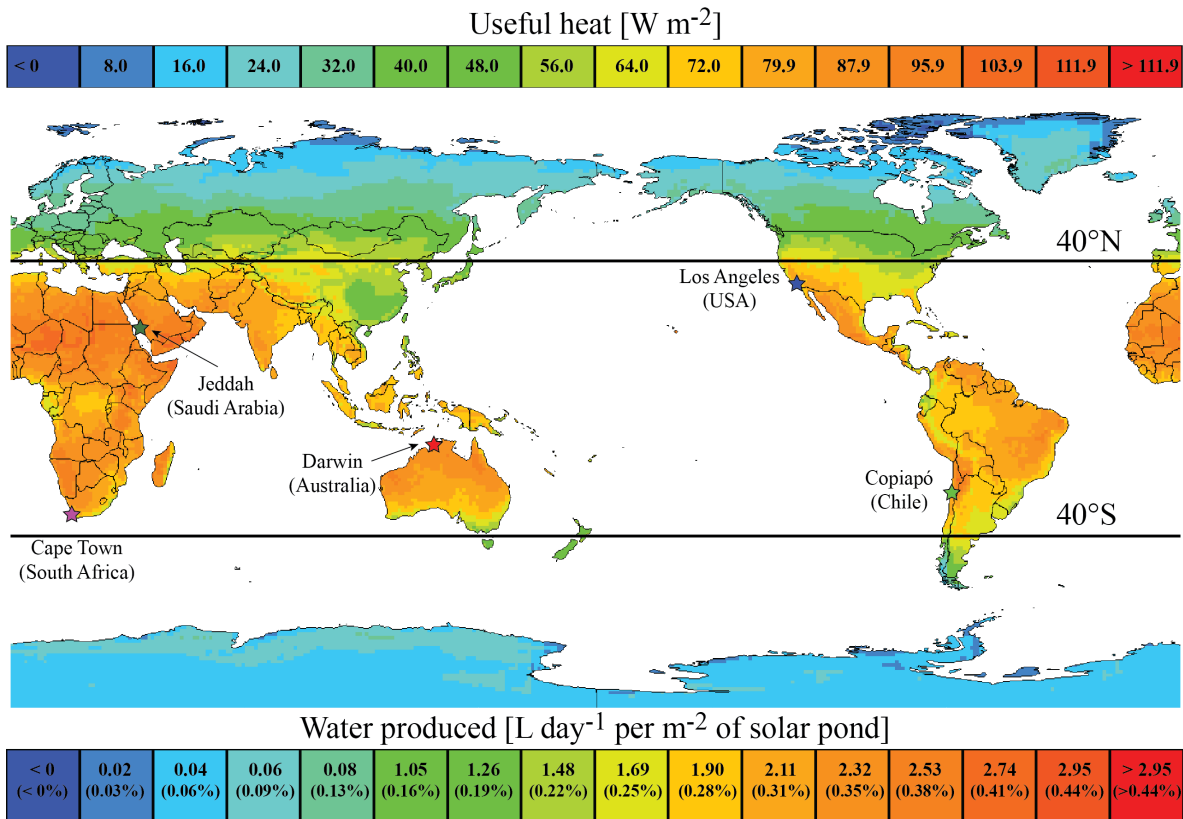 Useful heat [W m-2]
< 0 8.0 16.0 24.0 32.0 40.0 48.0 56.0 64.0 72.0 79.9 87.9 95.9 103.9 111.9 > 111.9
40°N
Los Angeles
(USA)
Jeddah
(Saudi Arabia)
Darwin
(Australia)
Copiapó
(Chile)
40°S
Cape Town
(South Africa)
Water produced [L day-1 per m-2 of solar pond]
< 0 0.02 0.04 0.06 0.08 1.05 1.26 1.48 1.69 1.90 2.11 2.32 2.53 2.74 2.95 > 2.95
(< 0%) (0.03%) (0.06%) (0.09%) (0.13%) (0.16%) (0.19%) (0.22%) (0.25%) (0.28%) (0.31%) (0.35%) (0.38%) (0.41%) (0.44%) (>0.44%)